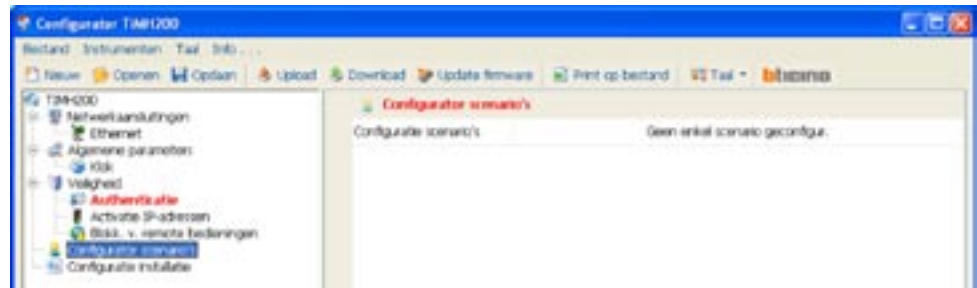 Configurator TiMH200
Bestand Instrumenten Taal Info...
Nieuw Openen Opslaan Upload Download Update firmware Print op bestand Taal bticino
TiMH200
Netwerkaansluitingen
Ethernet
Algemene parameters
Klok
Veiligheid
Authenticatie
Activatie IP-adressen
Blokk. v. remote bedieningen
Configurator scenario's
Configuratie installatie
Configurator scenario's
Configuratie scenario's Geen enkel scenario geconfigur.